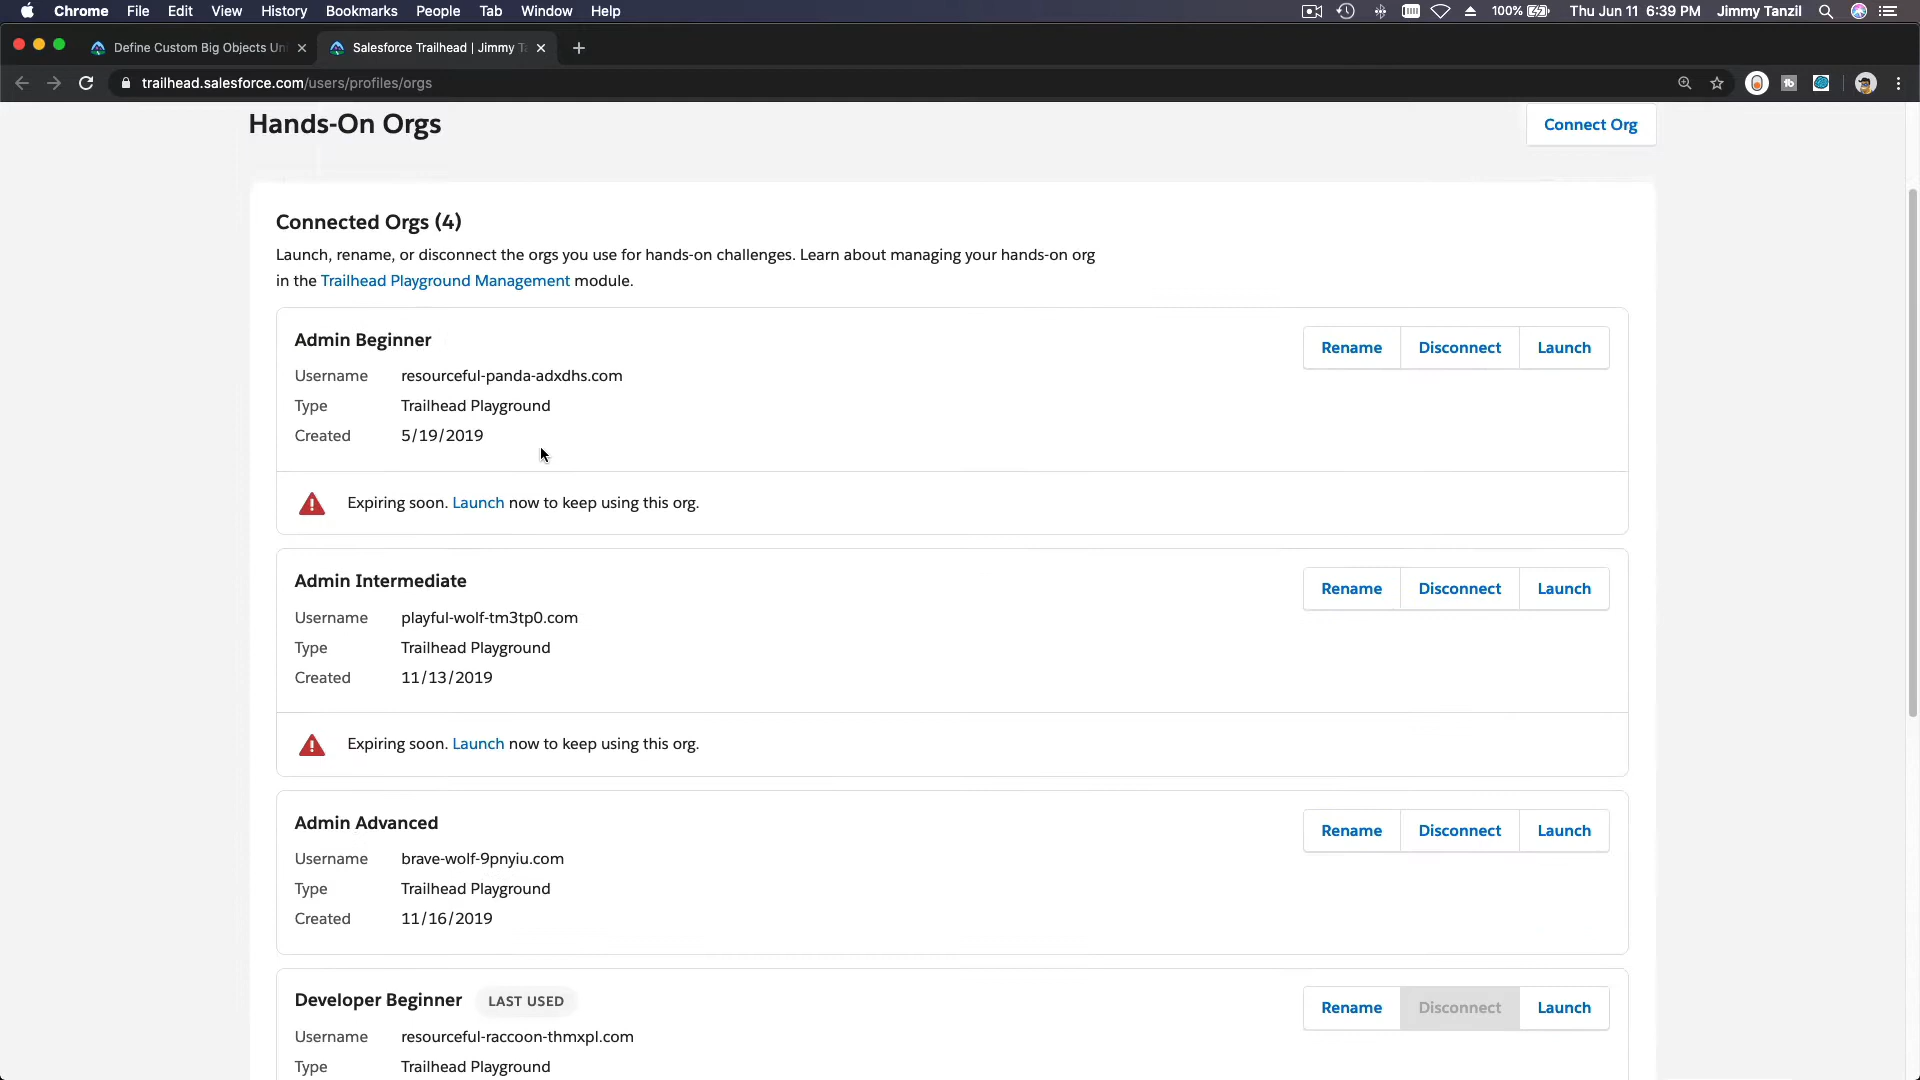 Chrome File Edit View History Bookmarks People Tab Window Help 100% Thu Jun 11 6:39 PM Jimmy Tanzil
Define Custom Big Objects Un
Salesforce Trailhead | Jimmy T
trailhead.salesforce.com/users/profiles/orgs
Hands-On Orgs
Connect Org
Connected Orgs (4)
Launch, rename, or disconnect the orgs you use for hands-on challenges. Learn about managing your hands-on org
in the Trailhead Playground Management module.
Admin Beginner
Rename Disconnect Launch
Username resourceful-panda-adxdhs.com
Type Trailhead Playground
Created 5/19/2019
Expiring soon. Launch now to keep using this org.
Admin Intermediate
Rename Disconnect Launch
Username playful-wolf-tm3tp0.com
Type Trailhead Playground
Created 11/13/2019
Expiring soon. Launch now to keep using this org.
Admin Advanced
Rename Disconnect Launch
Username brave-wolf-9pnyiu.com
Type Trailhead Playground
Created 11/16/2019
Developer Beginner LAST USED
Rename Disconnect Launch
Username resourceful-raccoon-thmxpl.com
Type Trailhead Playground